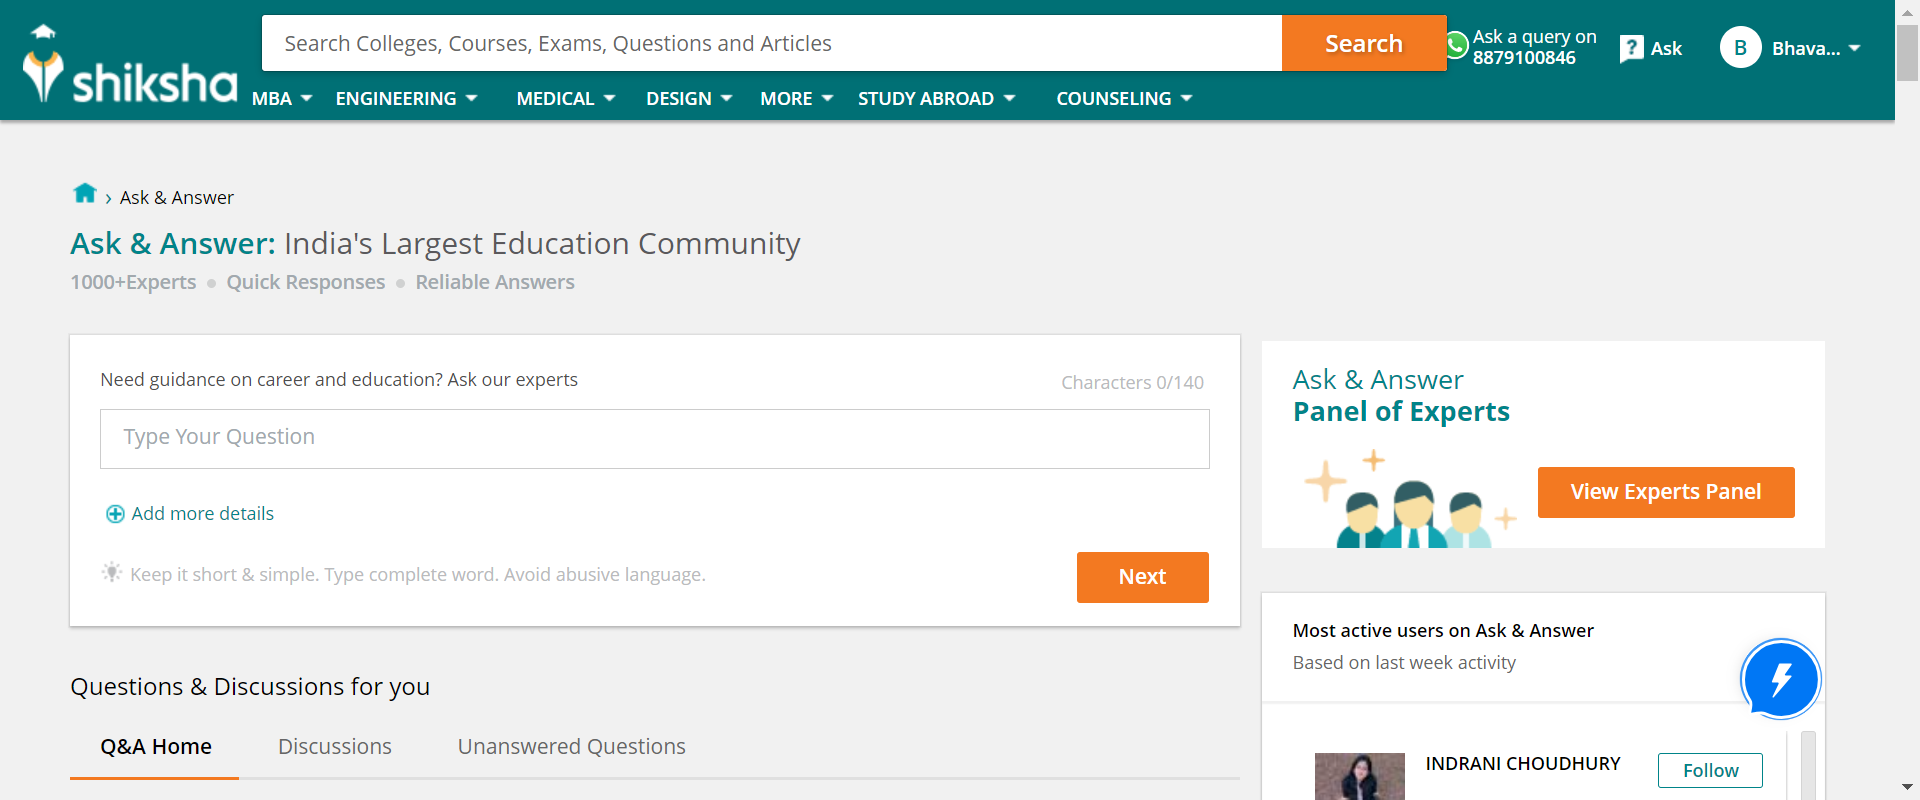 shiksha
Search Colleges, Courses, Exams, Questions and Articles
Search
Ask a query on
8879100846
? Ask
B
Bhava...
MBA
ENGINEERING
MEDICAL
DESIGN
MORE
STUDY ABROAD
COUNSELING
› Ask & Answer
Ask & Answer: India's Largest Education Community
1000+Experts ● Quick Responses ● Reliable Answers
Need guidance on career and education? Ask our experts
Characters 0/140
Type Your Question
Add more details
Keep it short & simple. Type complete word. Avoid abusive language.
Next
Ask & Answer
Panel of Experts
View Experts Panel
Most active users on Ask & Answer
Based on last week activity
INDRANI CHOUDHURY
Follow
Questions & Discussions for you
Q&A Home
Discussions
Unanswered Questions